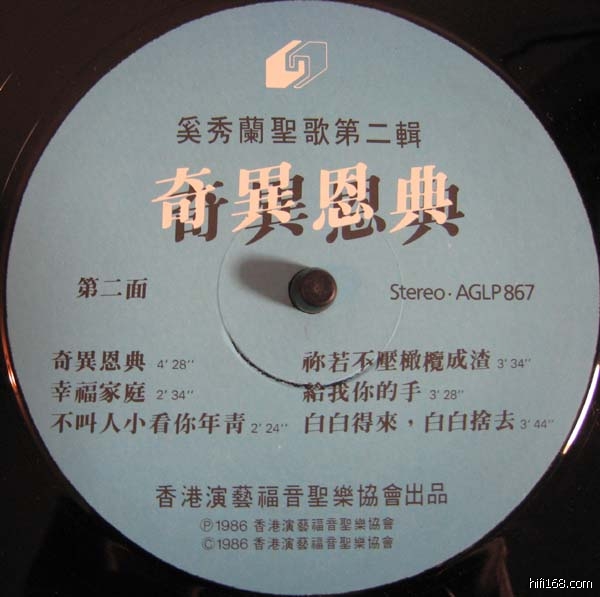 奚秀蘭聖歌第二輯
奇異恩典
第二面
Stereo·AGLP867
奇異恩典 4'28''
幸福家庭 2'34''
不叫人小看你年靑 2'24''
祢若不壓橄欖成渣 3'34''
給我你的手 3'28''
白白得來，白白捨去 3'44''
香港演藝福音聖樂協會出品
Ⓟ1986 香港演藝福音聖樂協會
©1986 香港演藝福音聖樂協會
hifi168.com